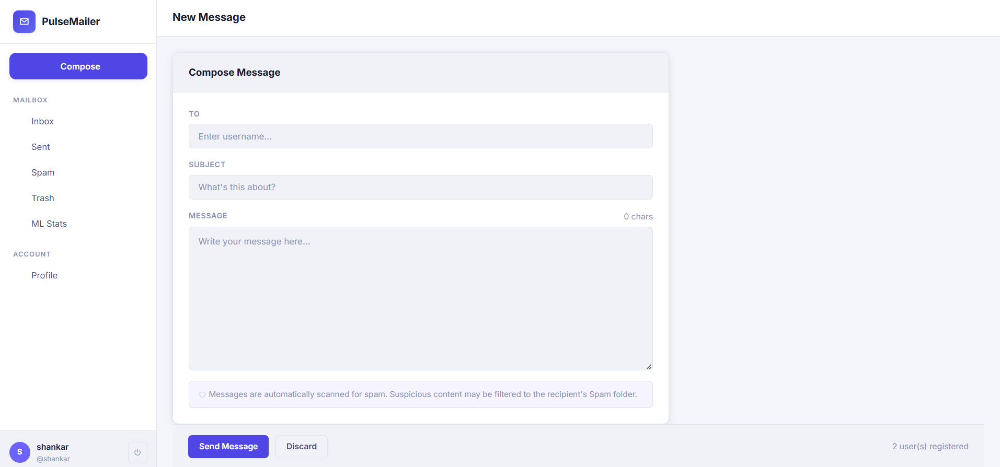 PulseMailer
Compose
MAILBOX
Inbox
Sent
Spam
Trash
ML Stats
ACCOUNT
Profile
S
shankar
@shankar
New Message
Compose Message
TO
Enter username...
SUBJECT
What's this about?
MESSAGE
0 chars
Write your message here...
Messages are automatically scanned for spam. Suspicious content may be filtered to the recipient's Spam folder.
Send Message
Discard
2 user(s) registered